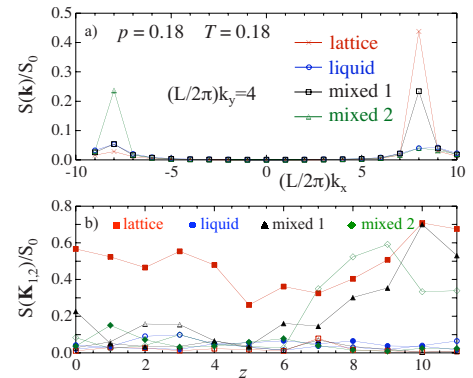 a) p = 0.18 T = 0.18
S(k)/S0
0.5
0.4
0.3
0.2
0.1
0.0
(L/2π)ky=4
lattice
liquid
mixed 1
mixed 2
-10 -5 0 5 10
(L/2π)kx
b) lattice liquid mixed 1 mixed 2
S(K1,2)/S0
0.8
0.6
0.4
0.2
0.0
0 2 4 6 8 10
z